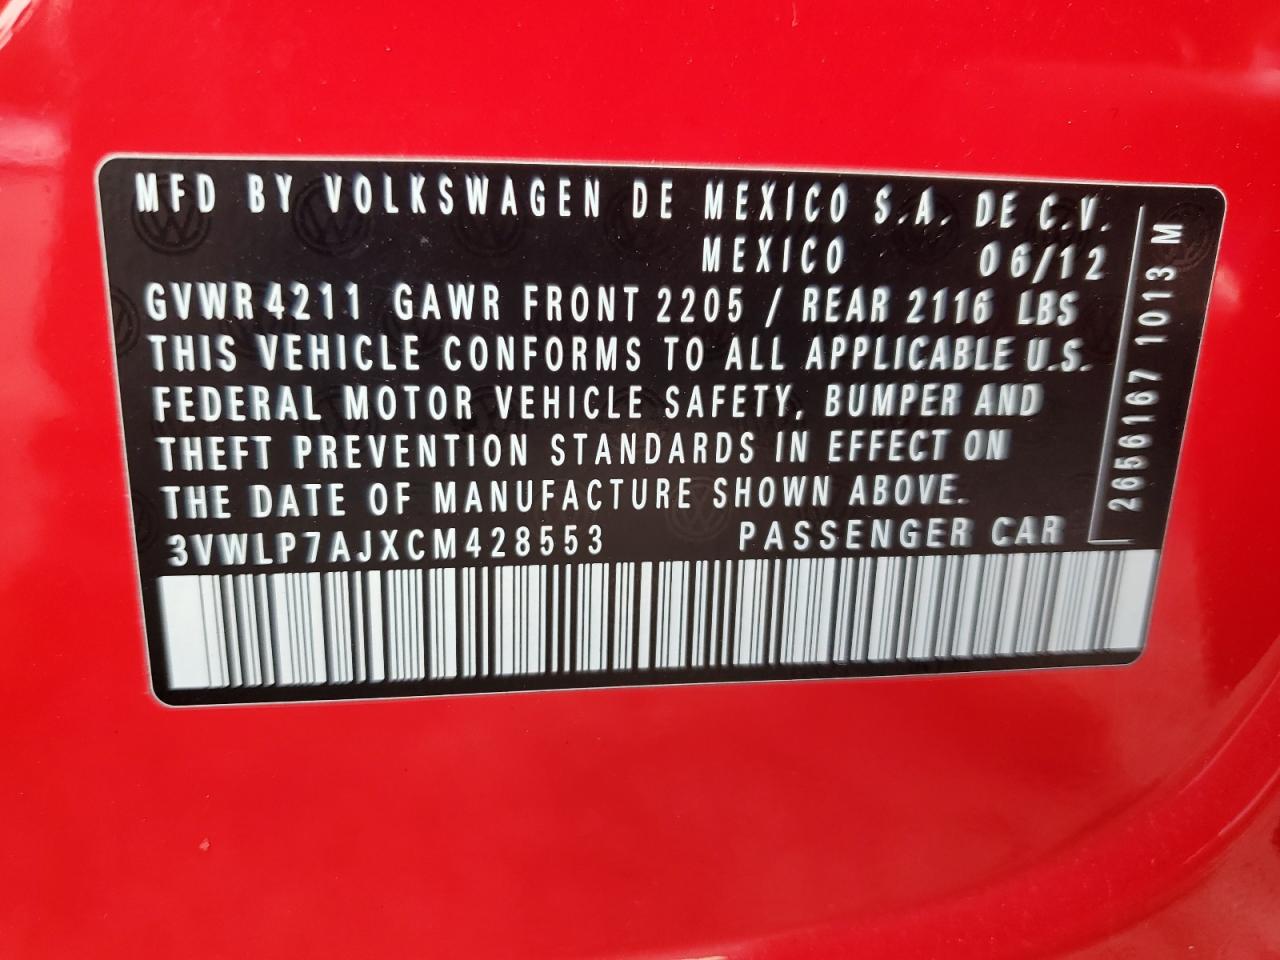 MFD BY VOLKSWAGEN DE MEXICO S.A. DE C.V.
MEXICO 06/12
GVWR 4211 GAWR FRONT 2205 / REAR 2116 LBS
THIS VEHICLE CONFORMS TO ALL APPLICABLE U.S.
FEDERAL MOTOR VEHICLE SAFETY, BUMPER AND
THEFT PREVENTION STANDARDS IN EFFECT ON
THE DATE OF MANUFACTURE SHOWN ABOVE.
3VWLP7AJXCM428553 PASSENGER CAR
2656167 1013 M